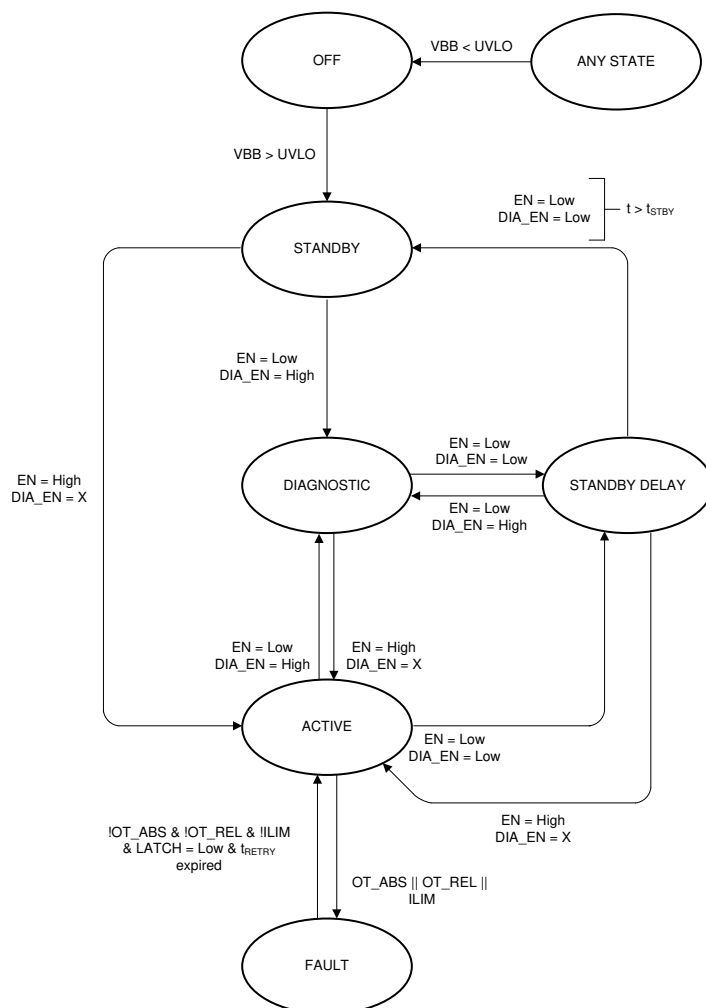 VBB < UVLO
OFF
ANY STATE
VBB > UVLO
EN = Low
DIA_EN = Low
t > tSTBY
STANDBY
EN = Low
DIA_EN = High
EN = Low
DIA_EN = Low
EN = High
DIA_EN = X
DIAGNOSTIC
STANDBY DELAY
EN = Low
DIA_EN = High
EN = Low
DIA_EN = High
EN = High
DIA_EN = X
ACTIVE
EN = Low
DIA_EN = Low
EN = High
DIA_EN = X
!OT_ABS & !OT_REL & !ILIM
& LATCH = Low & tRETRY
expired
OT_ABS || OT_REL ||
ILIM
FAULT